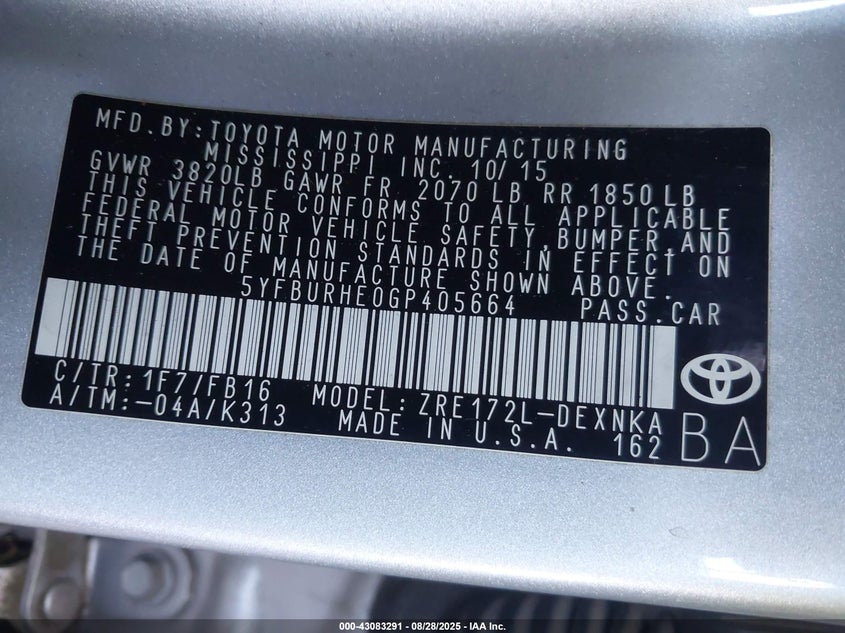 MFD.BY:TOYOTA MOTOR MANUFACTURING
MISSISSIPPI INC. 10/15
GVWR 3820LB GAWR FR 2070 LB RR 1850 LB
THIS VEHICLE CONFORMS TO ALL APPLICABLE
FEDERAL MOTOR VEHICLE SAFETY,BUMPER,AND
THEFT PREVENTION STANDARDS IN EFFECT ON
THE DATE OF MANUFACTURE SHOWN ABOVE.
5YFBURHE0GP405664 PASS.CAR
C/TR:1F7/FB16 MODEL:ZRE172L-DEXNKA
A/TM:-04A/K313 MADE IN U.S.A. 162 BA
000-43083291 - 08/28/2025 - IAA Inc.